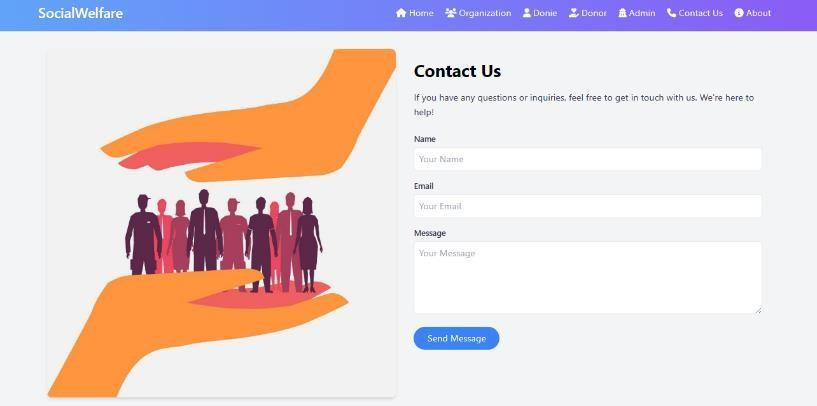 SocialWelfare
Home Organization Donie Donor Admin Contact Us About
Contact Us
If you have any questions or inquiries, feel free to get in touch with us. We're here to
help!
Name
Your Name
Email
Your Email
Message
Your Message
Send Message